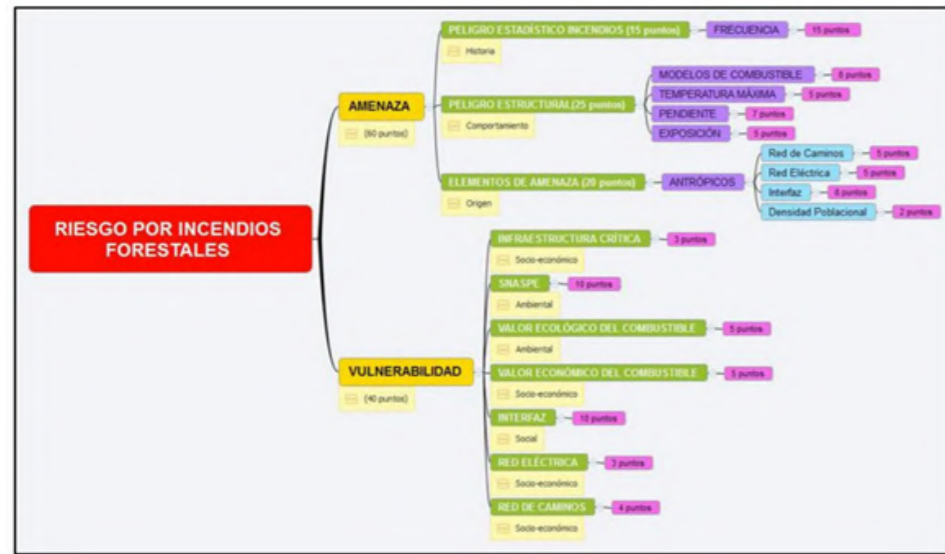 RIESGO POR INCENDIOS
FORESTALES
AMENAZA
(60 puntos)
PELIGRO ESTADÍSTICO INCENDIOS (15 puntos)
Historia
FRECUENCIA
15 puntos
PELIGRO ESTRUCTURAL(25 puntos)
Comportamiento
MODELOS DE COMBUSTIBLE
8 puntos
TEMPERATURA MÁXIMA
5 puntos
PENDIENTE
7 puntos
EXPOSICIÓN
5 puntos
ELEMENTOS DE AMENAZA (20 puntos)
Origen
ANTRÓPICOS
Red de Caminos
5 puntos
Red Eléctrica
5 puntos
Interfaz
8 puntos
Densidad Poblacional
2 puntos
VULNERABILIDAD
(40 puntos)
INFRAESTRUCTURA CRÍTICA
3 puntos
Socio-económico
SNASPE
10 puntos
Ambiental
VALOR ECOLÓGICO DEL COMBUSTIBLE
5 puntos
Ambiental
VALOR ECONÓMICO DEL COMBUSTIBLE
5 puntos
Socio-económico
INTERFAZ
10 puntos
Social
RED ELÉCTRICA
3 puntos
Socio-económico
RED DE CAMINOS
4 puntos
Socio-económico